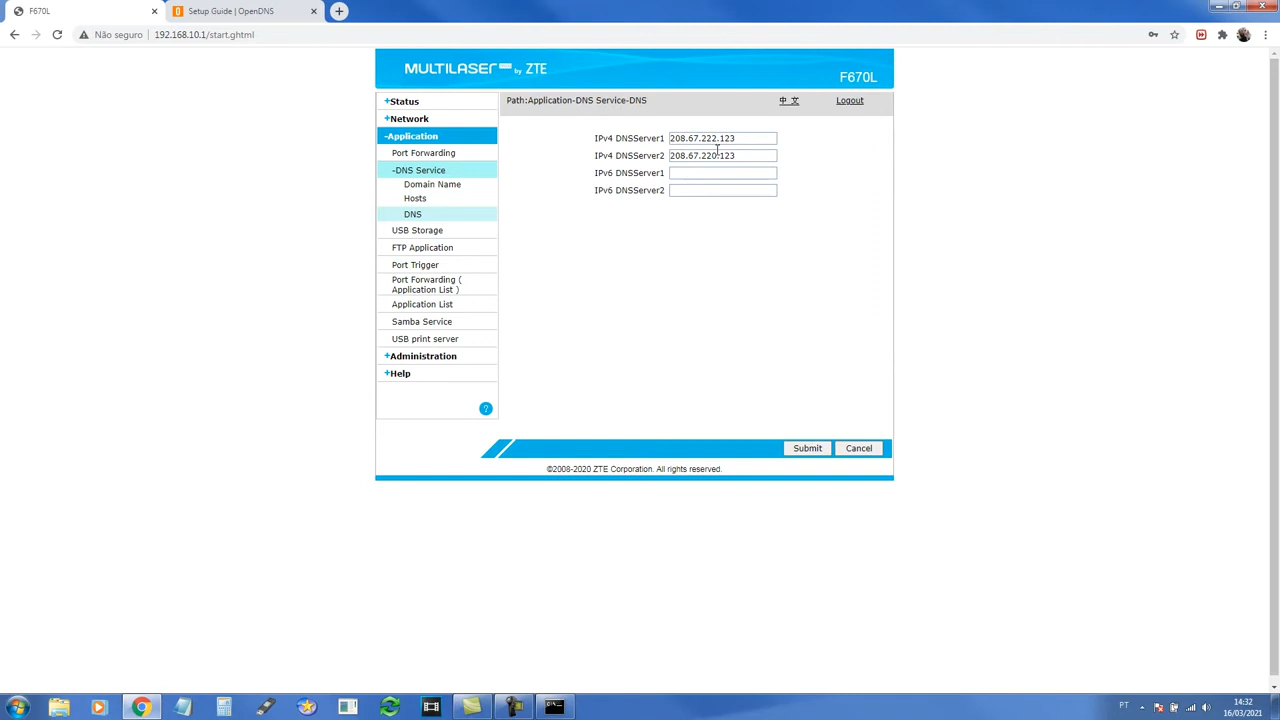 F670L
Setup Guide | OpenDNS
Não seguro
192.168.10.1/start.ghtml
MULTILASER PRO by ZTE
F670L
+Status
+Network
-Application
Port Forwarding
-DNS Service
Domain Name
Hosts
DNS
USB Storage
FTP Application
Port Trigger
Port Forwarding (
Application List )
Application List
Samba Service
USB print server
+Administration
+Help
?
Path:Application-DNS Service-DNS
中 文
Logout
IPv4 DNSServer1 208.67.222.123
IPv4 DNSServer2 208.67.220.123
IPv6 DNSServer1
IPv6 DNSServer2
Submit
Cancel
©2008-2020 ZTE Corporation. All rights reserved.
PT
14:32
16/03/2021